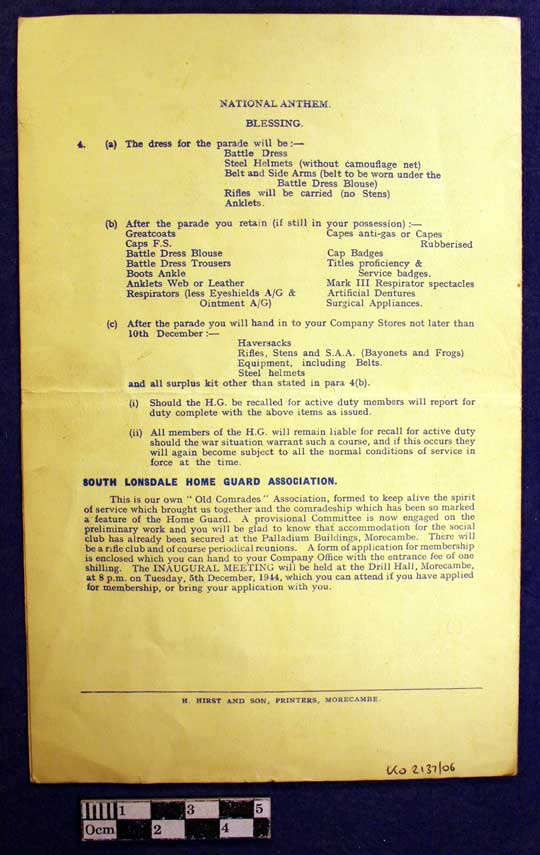 NATIONAL ANTHEM.
BLESSING.
4. (a) The dress for the parade will be :—
Battle Dress
Steel Helmets (without camouflage net)
Belt and Side Arms (belt to be worn under the
Battle Dress Blouse)
Rifles will be carried (no Stens)
Anklets.
(b) After the parade you retain (if still in your possession) :—
Greatcoats
Caps F.S.
Battle Dress Blouse
Battle Dress Trousers
Boots Ankle
Anklets Web or Leather
Respirators (less Eyeshields A/G &
Ointment A/G)
Capes anti-gas or Capes
Rubberised
Cap Badges
Titles proficiency &
Service badges.
Mark III Respirator spectacles
Artificial Dentures
Surgical Appliances.
(c) After the parade you will hand in to your Company Stores not later than
10th December :—
Haversacks
Rifles, Stens and S.A.A. (Bayonets and Frogs)
Equipment, including Belts.
Steel helmets
and all surplus kit other than stated in para 4(b).
(i) Should the H.G. be recalled for active duty members will report for
duty complete with the above items as issued.
(ii) All members of the H.G. will remain liable for recall for active duty
should the war situation warrant such a course, and if this occurs they
will again become subject to all the normal conditions of service in
force at the time.
SOUTH LONSDALE HOME GUARD ASSOCIATION.
This is our own "Old Comrades" Association, formed to keep alive the spirit
of service which brought us together and the comradeship which has been so marked
a feature of the Home Guard. A provisional Committee is now engaged on the
preliminary work and you will be glad to know that accommodation for the social
club has already been secured at the Palladium Buildings, Morecambe. There will
be a rifle club and of course periodical reunions. A form of application for membership
is enclosed which you can hand to your Company Office with the entrance fee of one
shilling. The INAUGURAL MEETING will be held at the Drill Hall, Morecambe,
at 8 p.m. on Tuesday, 5th December, 1944, which you can attend if you have applied
for membership, or bring your application with you.
H. HIRST AND SON, PRINTERS, MORECAMBE.
KO 2137/06
1 3 5
0cm 2 4